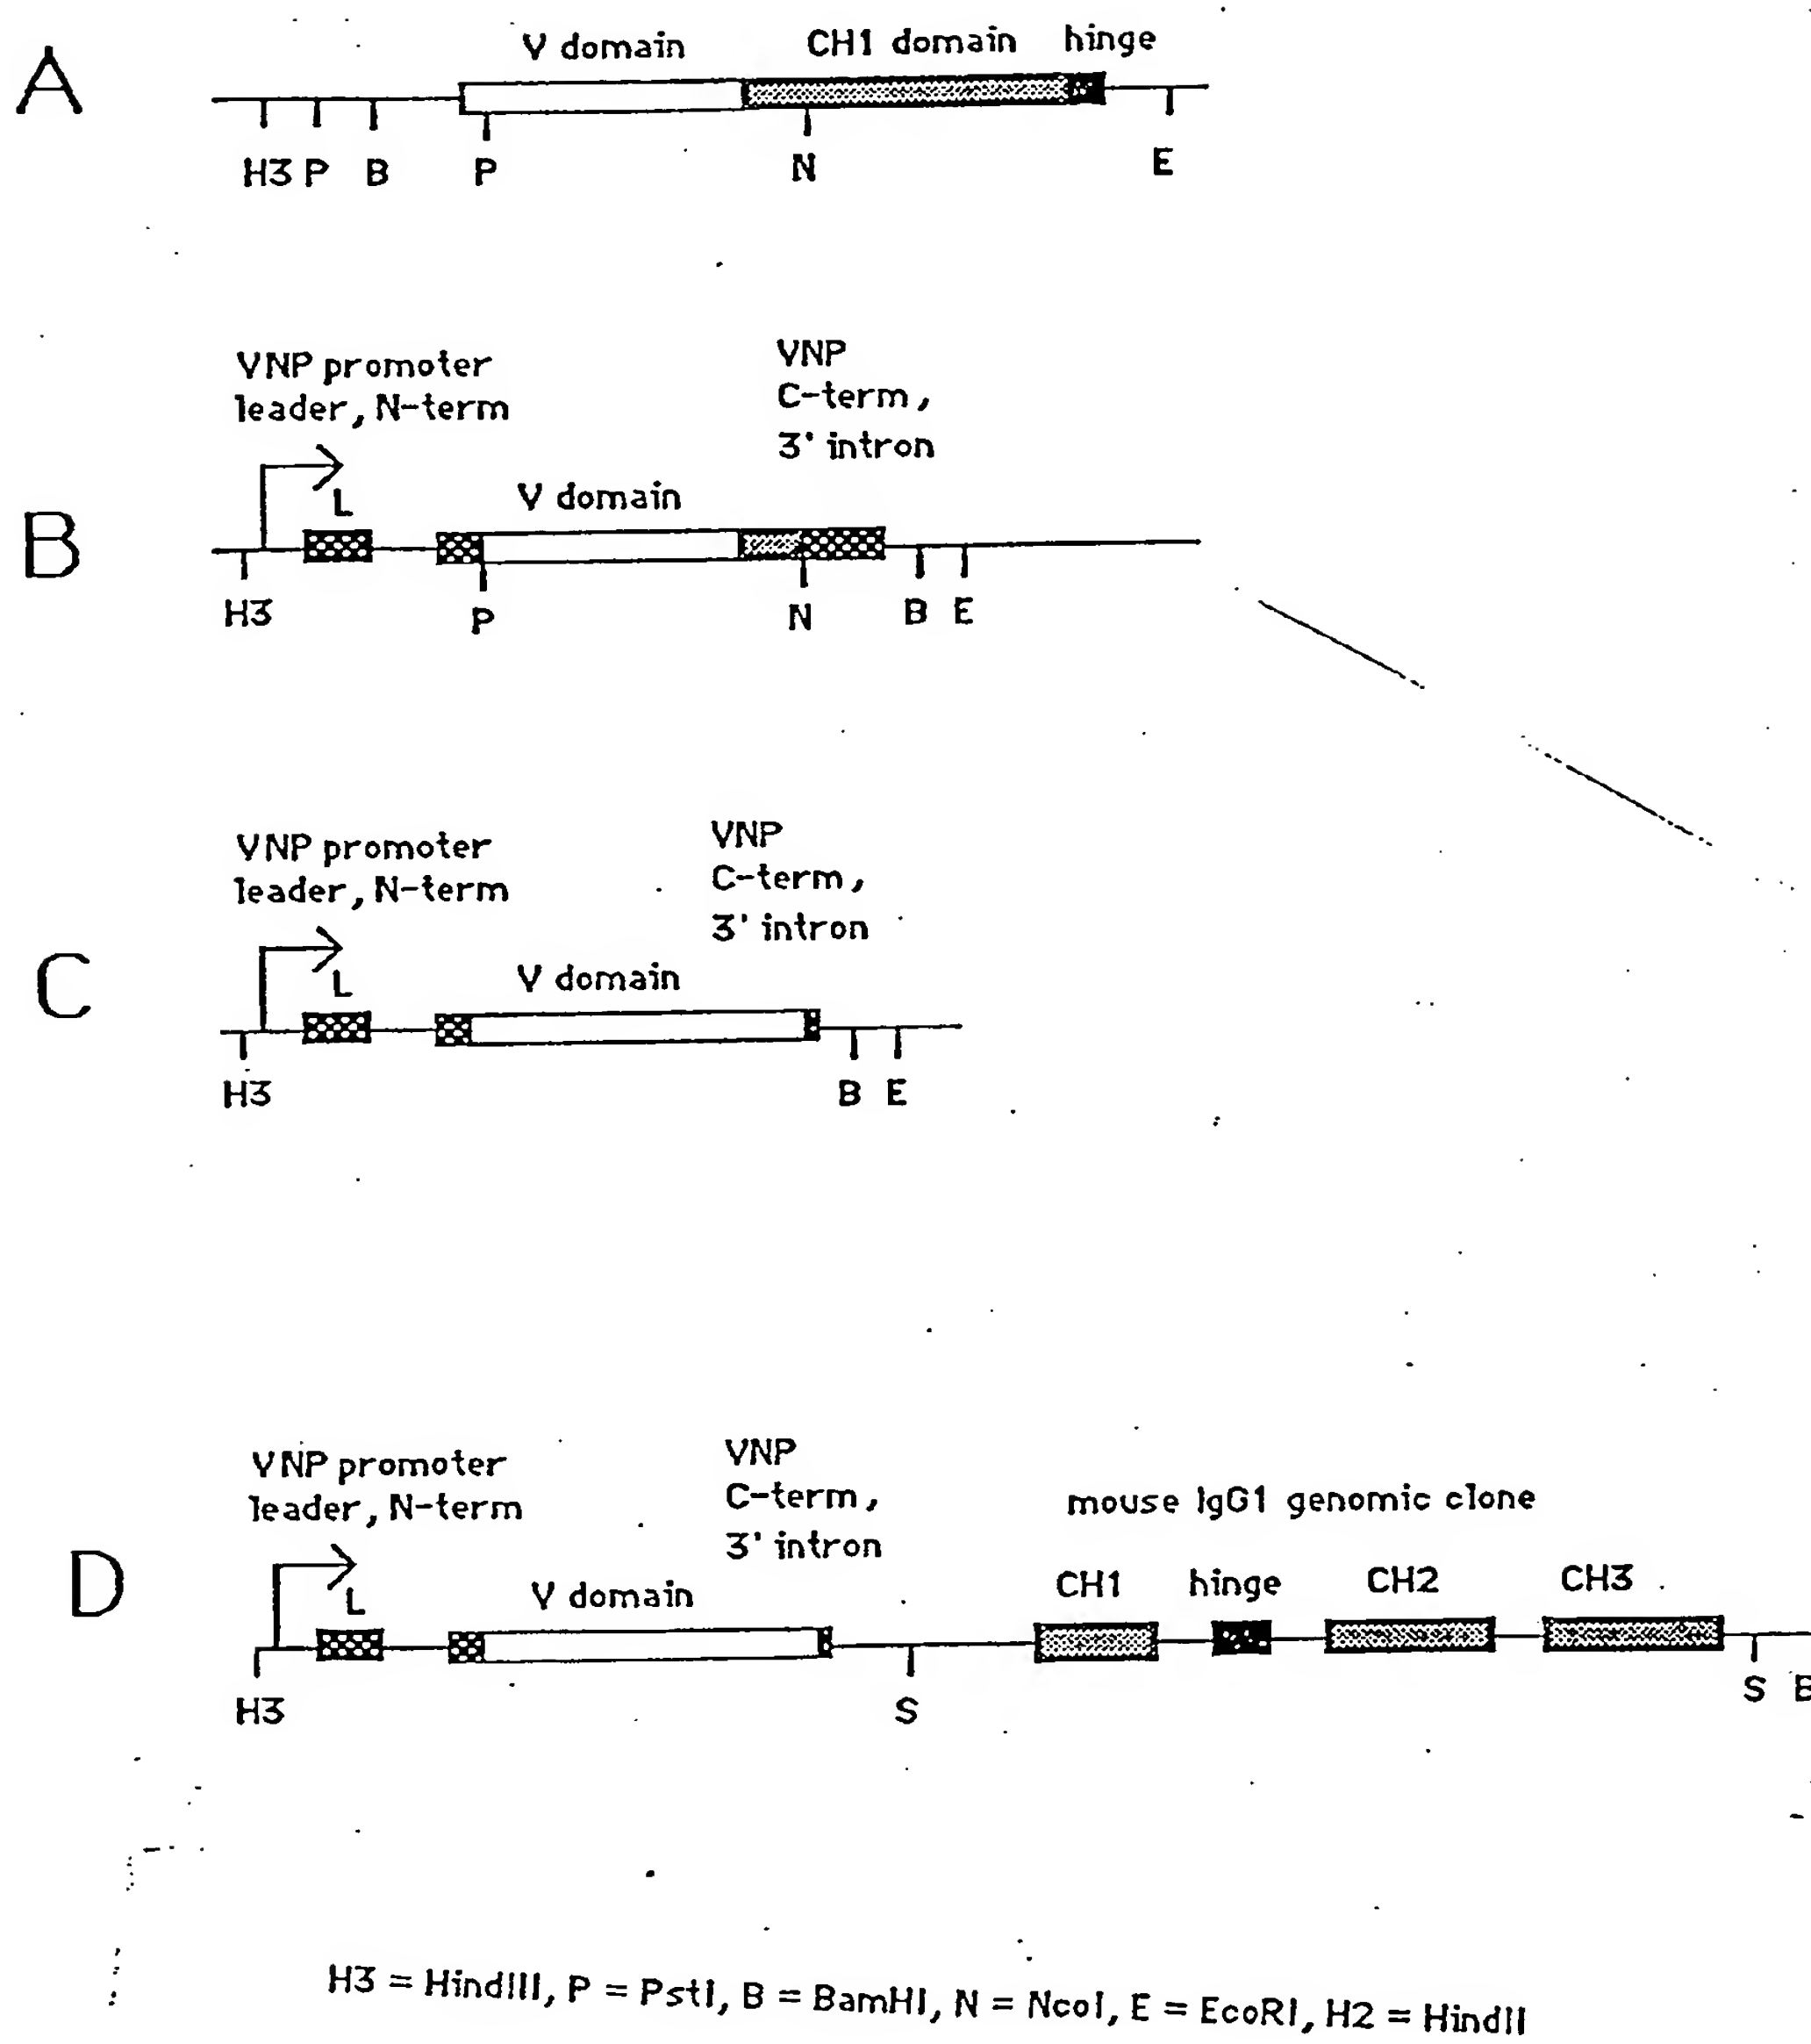 A
V domain CH1 domain hinge
H3 P B P N E
B
VNP promoter
leader, N-term
VNP
C-term,
3' intron
L
V domain
H3 P N B E
C
VNP promoter
leader, N-term
VNP
C-term,
3' intron
L
V domain
H3 B E
D
VNP promoter
leader, N-term
VNP
C-term,
3' intron
mouse IgG1 genomic clone
L
V domain
CH1 hinge CH2 CH3
H3 S S B
H3 = HindIII, P = PstI, B = BamHI, N = NcoI, E = EcoRI, H2 = HindII